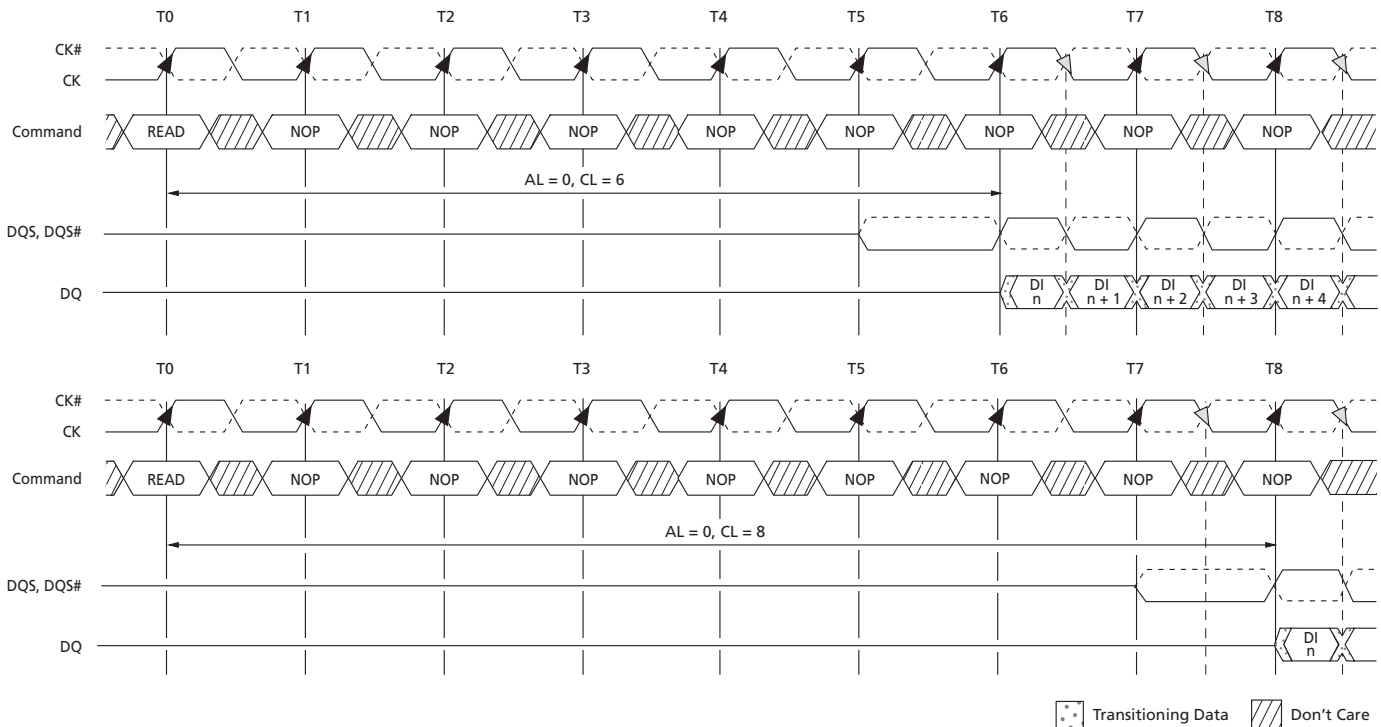 T0 T1 T2 T3 T4 T5 T6 T7 T8
CK#
CK
Command READ NOP NOP NOP NOP NOP NOP NOP NOP
AL = 0, CL = 6
DQS, DQS#
DQ DI n DI n + 1 DI n + 2 DI n + 3 DI n + 4
T0 T1 T2 T3 T4 T5 T6 T7 T8
CK#
CK
Command READ NOP NOP NOP NOP NOP NOP NOP NOP
AL = 0, CL = 8
DQS, DQS#
DQ DI n
Transitioning Data Don't Care